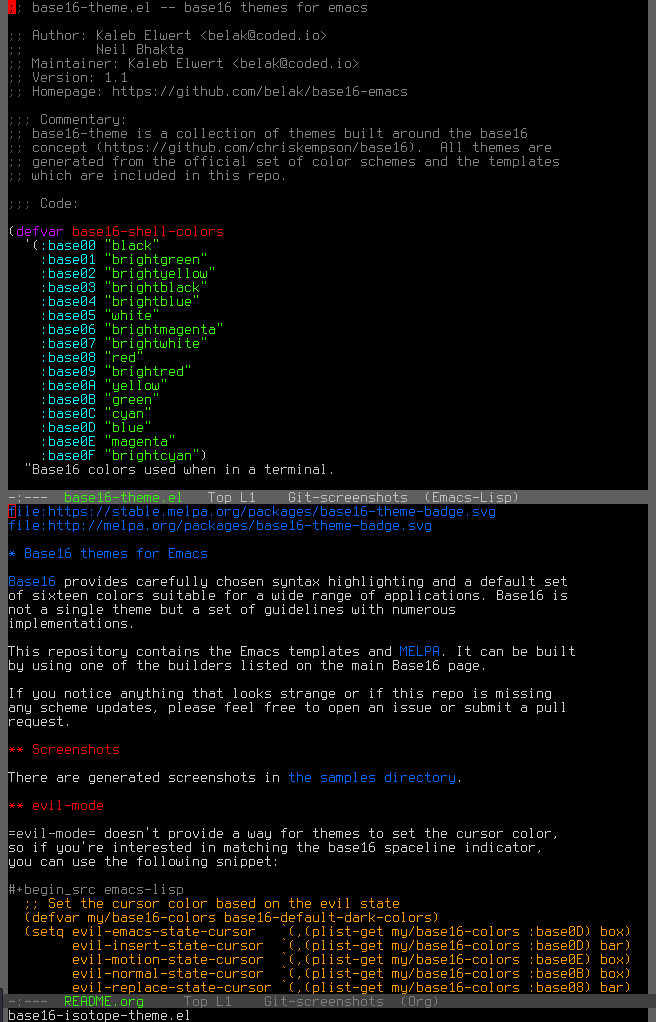 ;; base16-theme.el -- base16 themes for emacs
;; Author: Kaleb Elwert <belak@coded.io>
;;         Neil Bhakta
;; Maintainer: Kaleb Elwert <belak@coded.io>
;; Version: 1.1
;; Homepage: https://github.com/belak/base16-emacs
;;; Commentary:
;; base16-theme is a collection of themes built around the base16
;; concept (https://github.com/chriskempson/base16).  All themes are
;; generated from the official set of color schemes and the templates
;; which are included in this repo.
;;; Code:
(defvar base16-shell-colors
  '(:base00 "black"
    :base01 "brightgreen"
    :base02 "brightyellow"
    :base03 "brightblack"
    :base04 "brightblue"
    :base05 "white"
    :base06 "brightmagenta"
    :base07 "brightwhite"
    :base08 "red"
    :base09 "brightred"
    :base0A "yellow"
    :base0B "green"
    :base0C "cyan"
    :base0D "blue"
    :base0E "magenta"
    :base0F "brightcyan")
  "Base16 colors used when in a terminal.
-:---  base16-theme.el   Top L1    Git-screenshots  (Emacs-Lisp)
file:https://stable.melpa.org/packages/base16-theme-badge.svg
file:http://melpa.org/packages/base16-theme-badge.svg
* Base16 themes for Emacs
Base16 provides carefully chosen syntax highlighting and a default set
of sixteen colors suitable for a wide range of applications. Base16 is
not a single theme but a set of guidelines with numerous
implementations.
This repository contains the Emacs templates and MELPA. It can be built
by using one of the builders listed on the main Base16 page.
If you notice anything that looks strange or if this repo is missing
any scheme updates, please feel free to open an issue or submit a pull
request.
** Screenshots
There are generated screenshots in the samples directory.
** evil-mode
=evil-mode= doesn't provide a way for themes to set the cursor color,
so if you're interested in matching the base16 spaceline indicator,
you can use the following snippet:
#+begin_src emacs-lisp
  ;; Set the cursor color based on the evil state
  (defvar my/base16-colors base16-default-dark-colors)
  (setq evil-emacs-state-cursor   `(,(plist-get my/base16-colors :base0D) box)
        evil-insert-state-cursor  `(,(plist-get my/base16-colors :base0D) bar)
        evil-motion-state-cursor  `(,(plist-get my/base16-colors :base0E) box)
        evil-normal-state-cursor  `(,(plist-get my/base16-colors :base0B) box)
        evil-replace-state-cursor `(,(plist-get my/base16-colors :base08) bar)
-:---  README.org     Top L1    Git-screenshots  (Org)
base16-isotope-theme.el